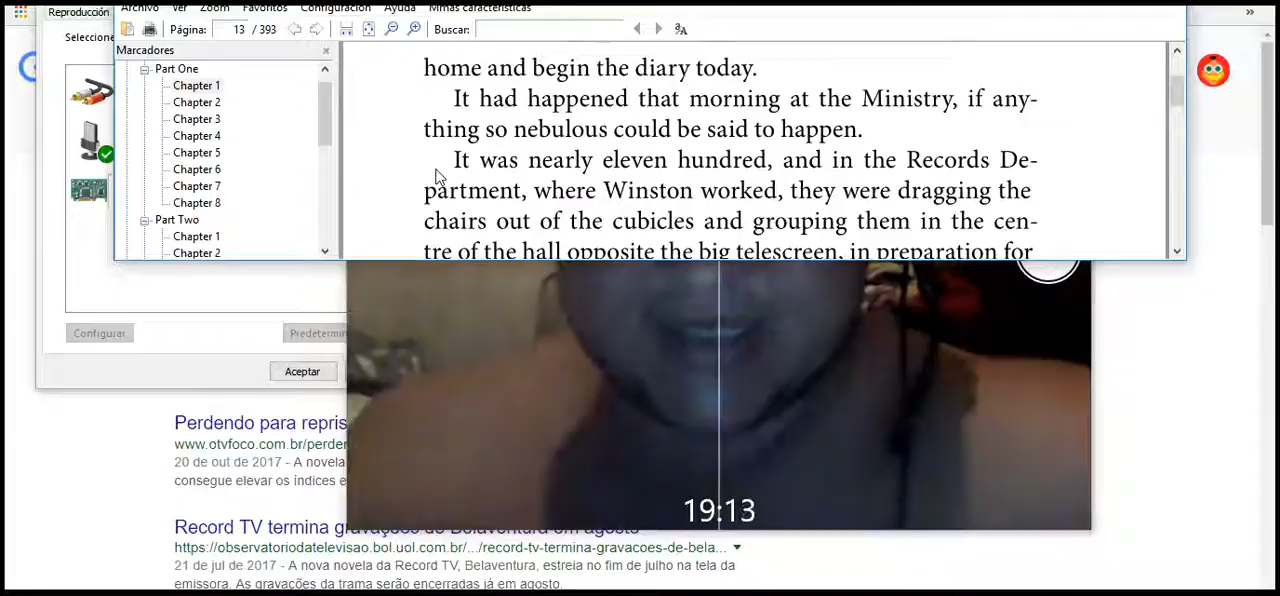 Reproducción
Archivo Ver Zoom Favoritos Configuración Ayuda Mimas características
Seleccione
Página: 13 / 393 Buscar:
Marcadores
Part One
Chapter 1
Chapter 2
Chapter 3
Chapter 4
Chapter 5
Chapter 6
Chapter 7
Chapter 8
Part Two
Chapter 1
Chapter 2
home and begin the diary today.
It had happened that morning at the Ministry, if any-
thing so nebulous could be said to happen.
It was nearly eleven hundred, and in the Records De-
partment, where Winston worked, they were dragging the
chairs out of the cubicles and grouping them in the cen-
tre of the hall opposite the big telescreen, in preparation for
Configurar
Predetermin
Aceptar
Perdendo para repris
www.otvfoco.com.br/perder
20 de out de 2017 - A novela
consegue elevar os índices e
19:13
Record TV termina gravações de Belaventura em agosto
https://observatoriodatelevisao.bol.uol.com.br/.../record-tv-termina-gravacoes-de-bela...
21 de jul de 2017 - A nova novela da Record TV, Belaventura, estreia no fim de julho na tela da
emissora. As gravações da trama serão encerradas já em agosto.